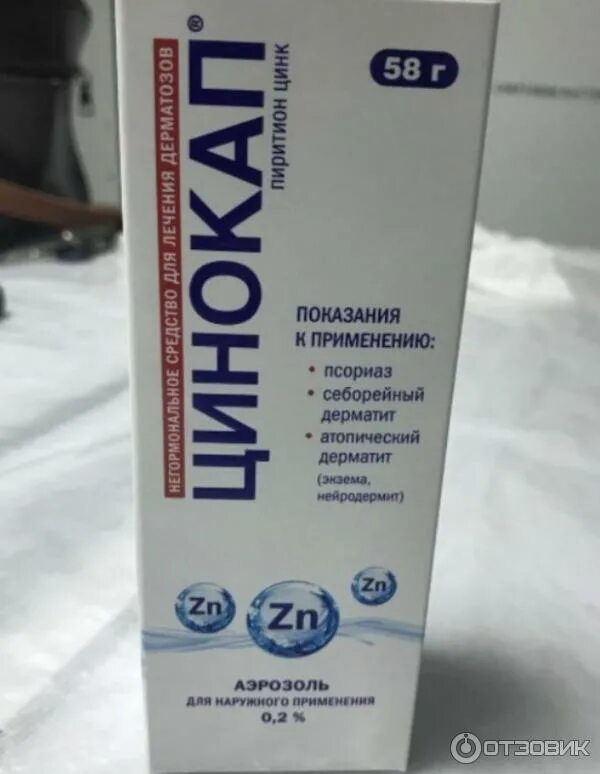 НЕГОРМОНАЛЬНОЕ СРЕДСТВО ДЛЯ ЛЕЧЕНИЯ ДЕРМАТОЗОВ
ЦИНОКАП®
ПИРИТИОН ЦИНК
58 г
ПОКАЗАНИЯ
К ПРИМЕНЕНИЮ:
• псориаз
• себорейный
дерматит
• атопический
дерматит
(экзема,
нейродермит)
Zn
Zn
Zn
АЭРОЗОЛЬ
ДЛЯ НАРУЖНОГО ПРИМЕНЕНИЯ
0,2 %
ОТЗОВИК